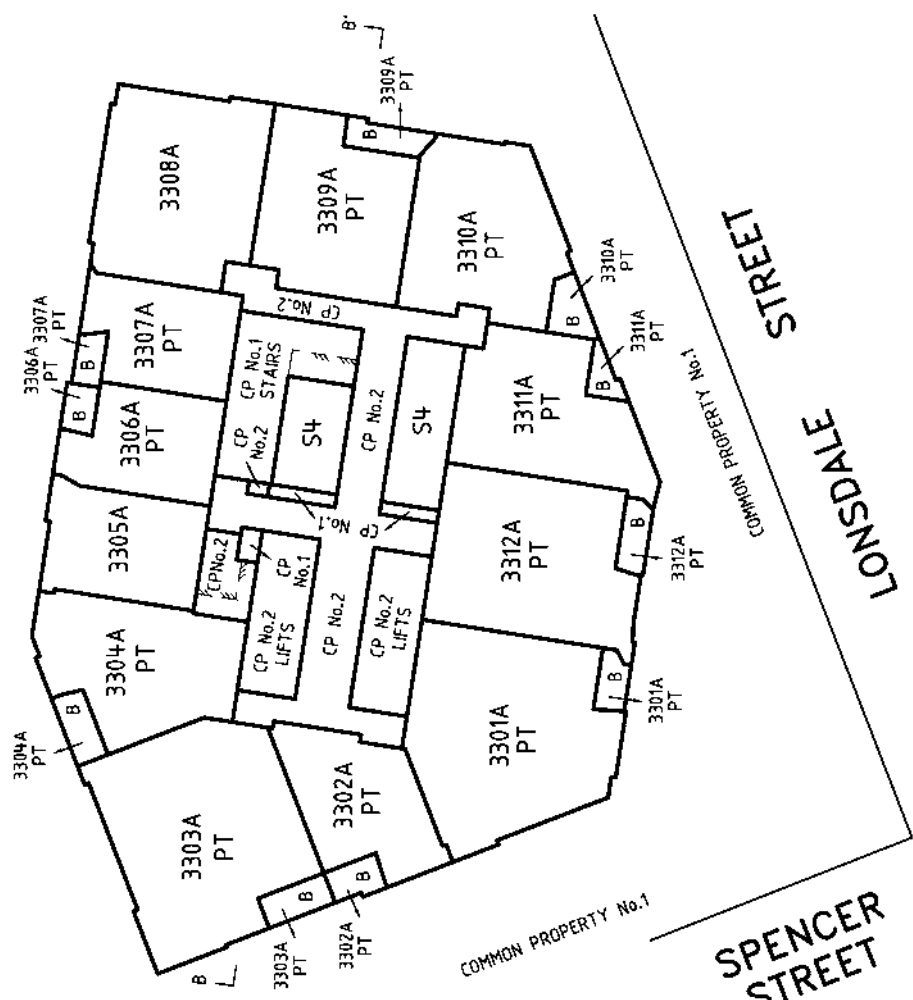 B'
3309A
PT
B
3308A
3309A
PT
3310A
PT
3310A
PT
B
3311A
PT
B
STREET
LONSDALE
COMMON PROPERTY No.1
3307A
PT
3306A
PT
B
B
3307A
PT
3306A
PT
CP No.2
CP No.1
STAIRS
CP
No.2
S4
CP No.2
S4
3311A
PT
3305A
CP No.2
CP
No.1
CP
No.1
CP No.2
LIFTS
CP No.2
CP No.2
LIFTS
3312A
PT
B
3312A
PT
3304A
PT
B
3304A
PT
3301A
PT
B
3301A
PT
3303A
PT
3302A
PT
B
B
3303A
PT
3302A
PT
B
COMMON PROPERTY No.1
SPENCER
STREET